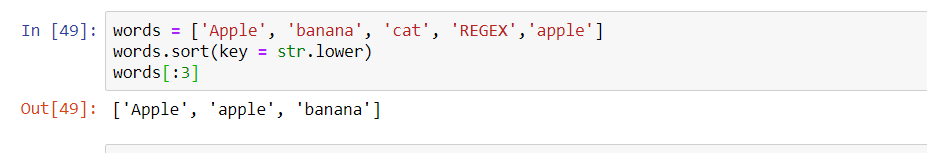 In [49]: words = ['Apple', 'banana', 'cat', 'REGEX','apple']
words.sort(key = str.lower)
words[:3]
Out[49]: ['Apple', 'apple', 'banana']